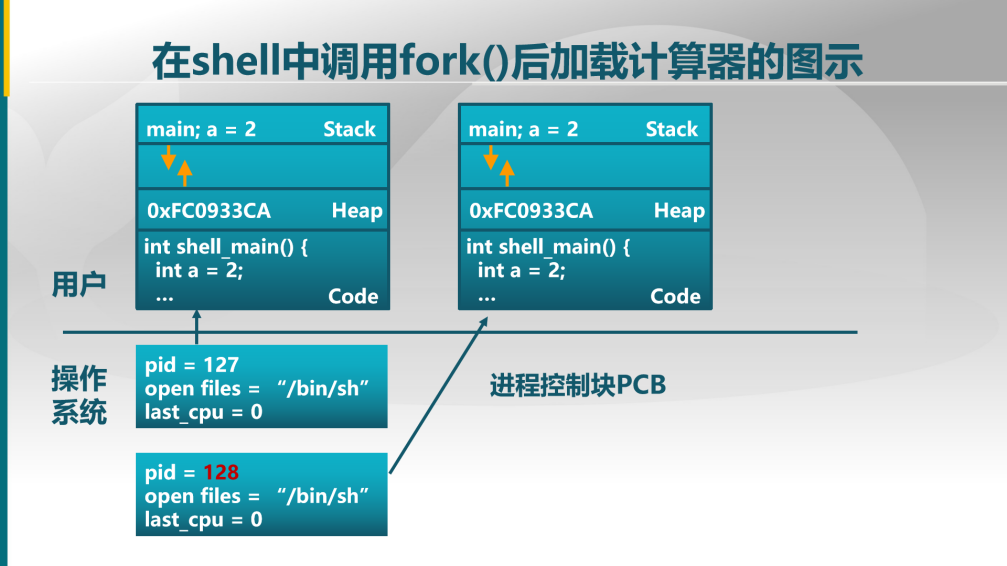 在shell中调用fork()后加载计算器的图示
main; a = 2 Stack
0xFC0933CA Heap
int shell_main() {
int a = 2;
... Code
main; a = 2 Stack
0xFC0933CA Heap
int shell_main() {
int a = 2;
... Code
用户
操作
系统
pid = 127
open files = “/bin/sh”
last_cpu = 0
进程控制块PCB
pid = 128
open files = “/bin/sh”
last_cpu = 0